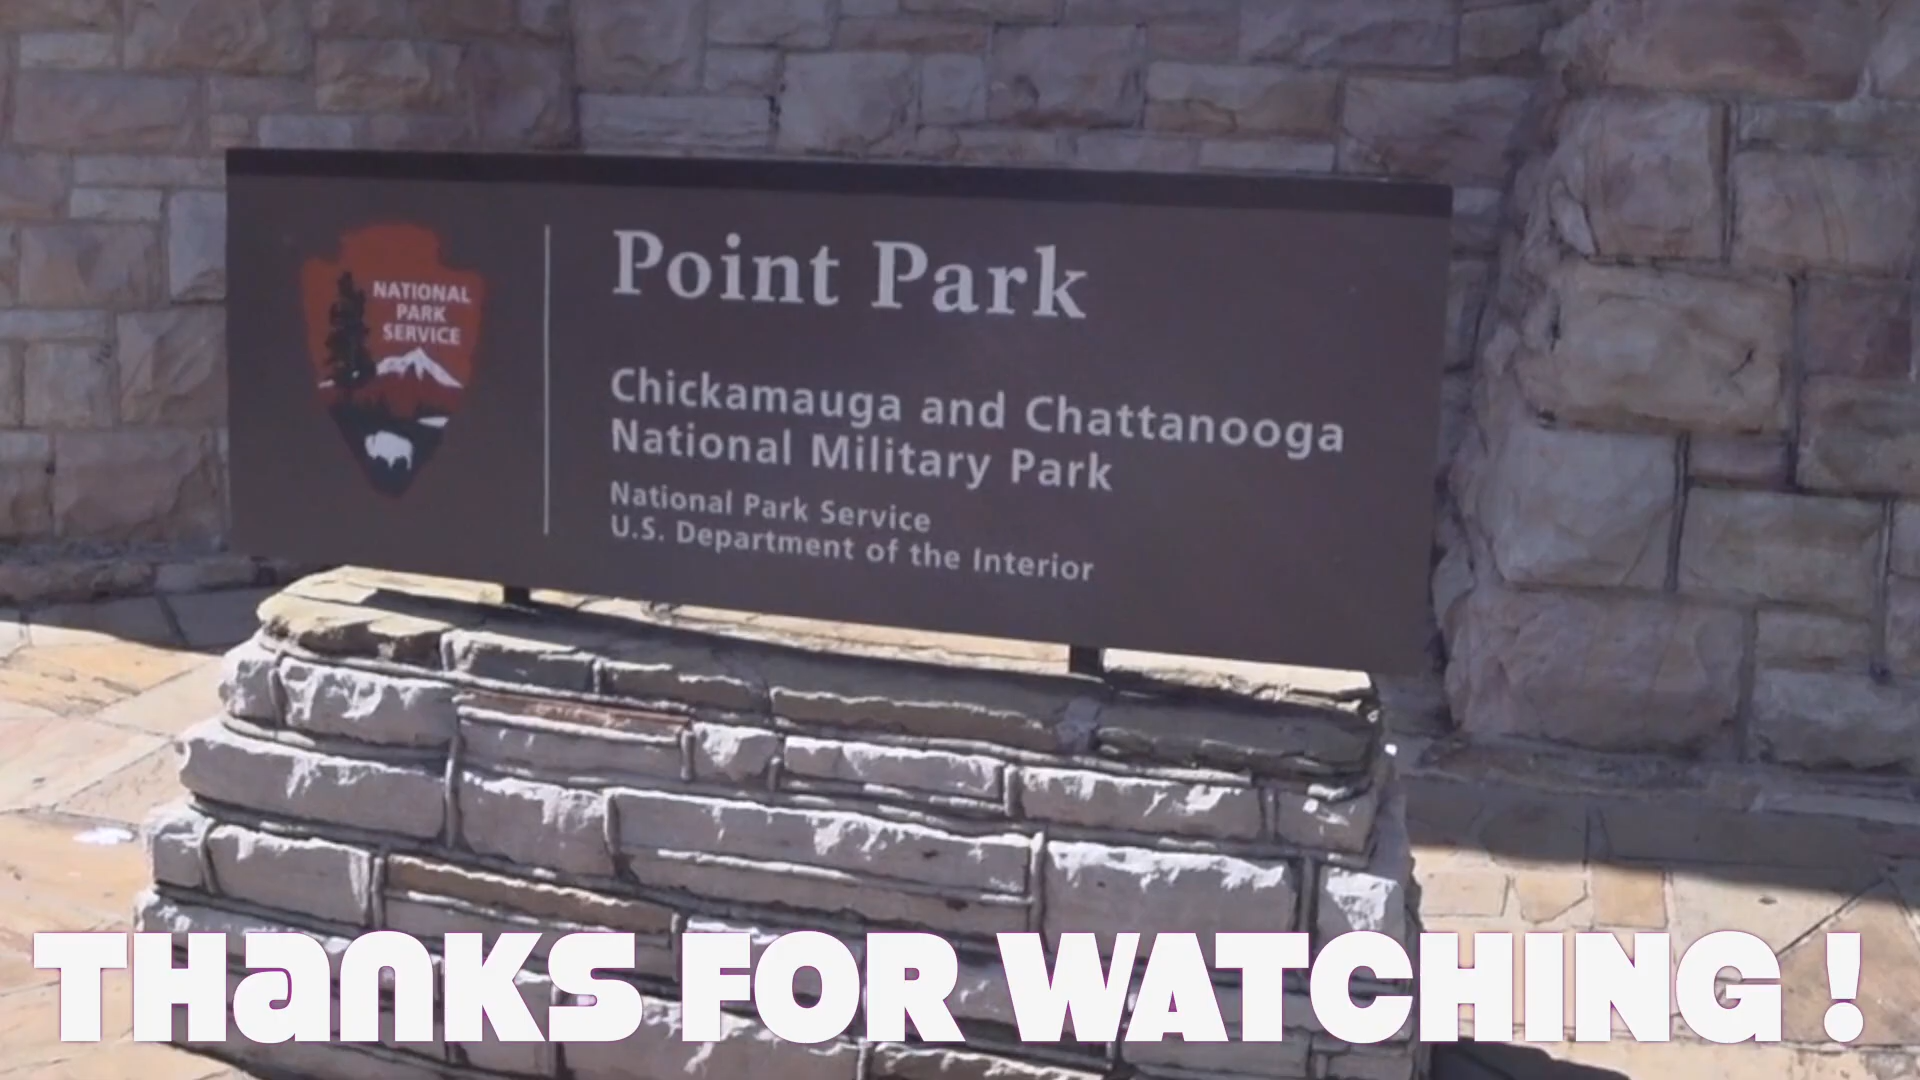 NATIONAL
PARK
SERVICE
Point Park
Chickamauga and Chattanooga
National Military Park
National Park Service
U.S. Department of the Interior
THANKS FOR WATCHING !